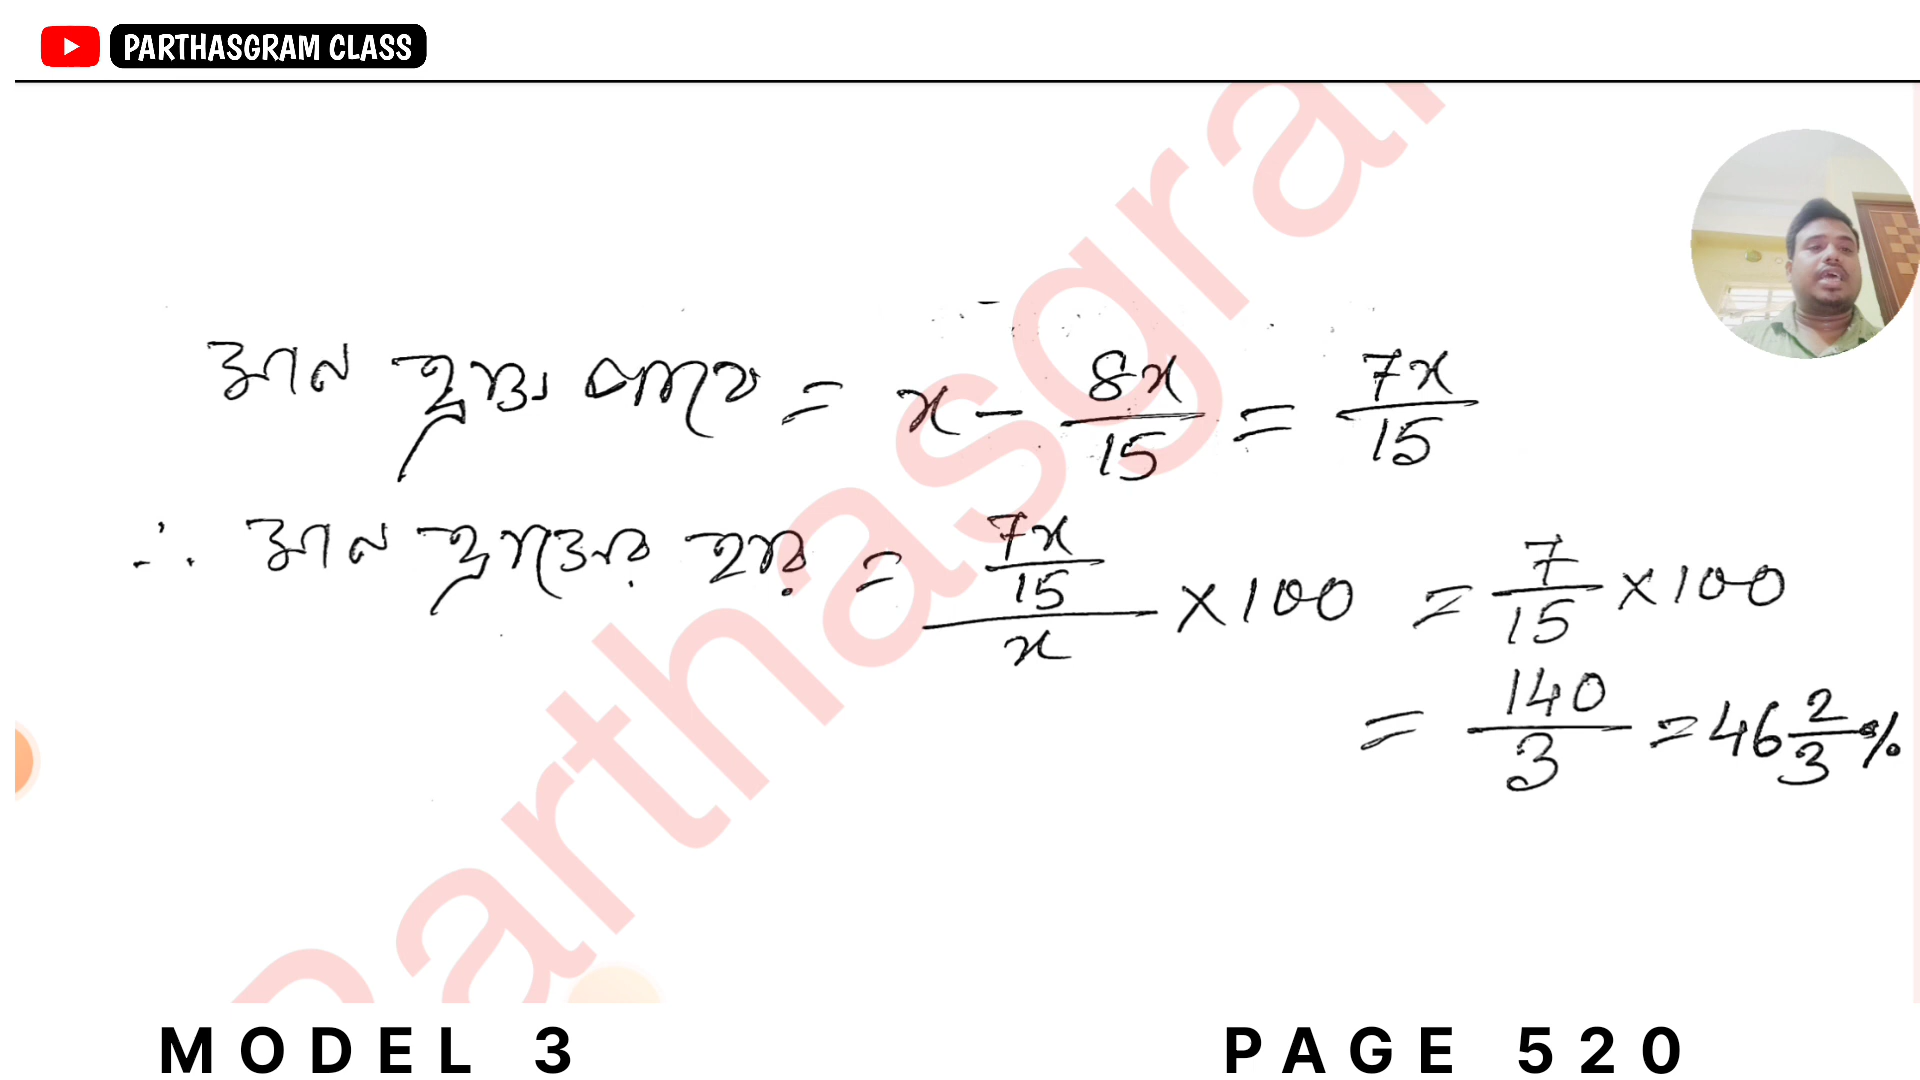 PARTHASGRAM CLASS
Parthasgram
মান হ্রাস পাবে = x - 8x/15 = 7x/15
∴ মান হ্রাসের হার = (7x/15)/x × 100 = 7/15 × 100
= 140/3 = 46 2/3 %
MODEL 3
PAGE 520